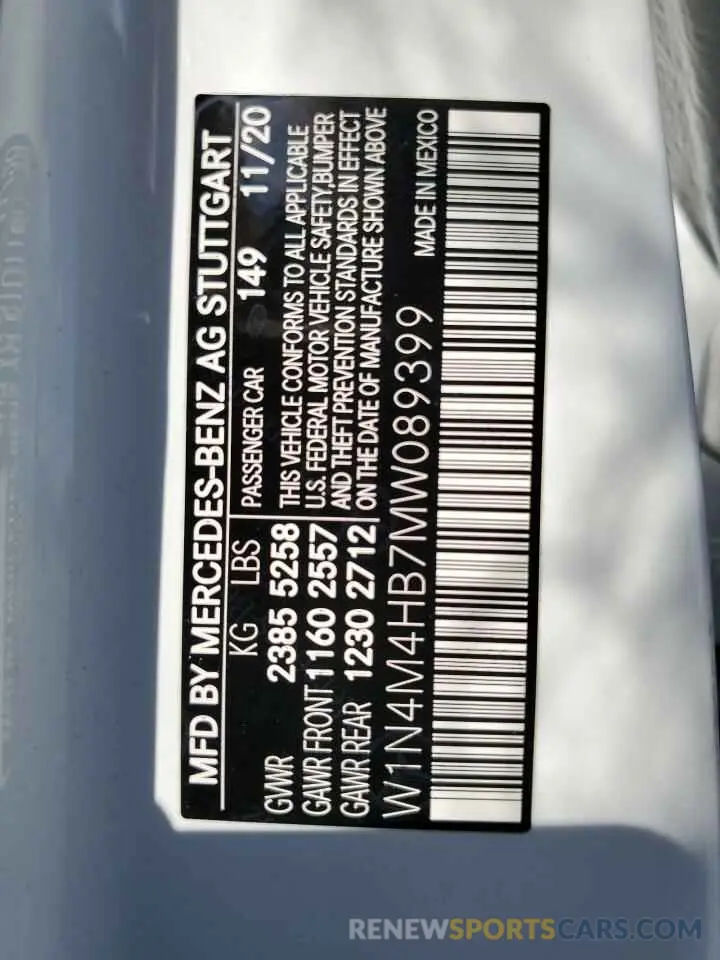 MFD BY MERCEDES-BENZ AG STUTTGART
KG LBS PASSENGER CAR 149 11/20
GVWR 2385 5258 THIS VEHICLE CONFORMS TO ALL APPLICABLE
GAWR FRONT 1160 2557 U.S. FEDERAL MOTOR VEHICLE SAFETY,BUMPER
GAWR REAR 1230 2712 AND THEFT PREVENTION STANDARDS IN EFFECT
ON THE DATE OF MANUFACTURE SHOWN ABOVE
W1N4M4HB7MW089399 MADE IN MEXICO
RENEWSPORTSCARS.COM